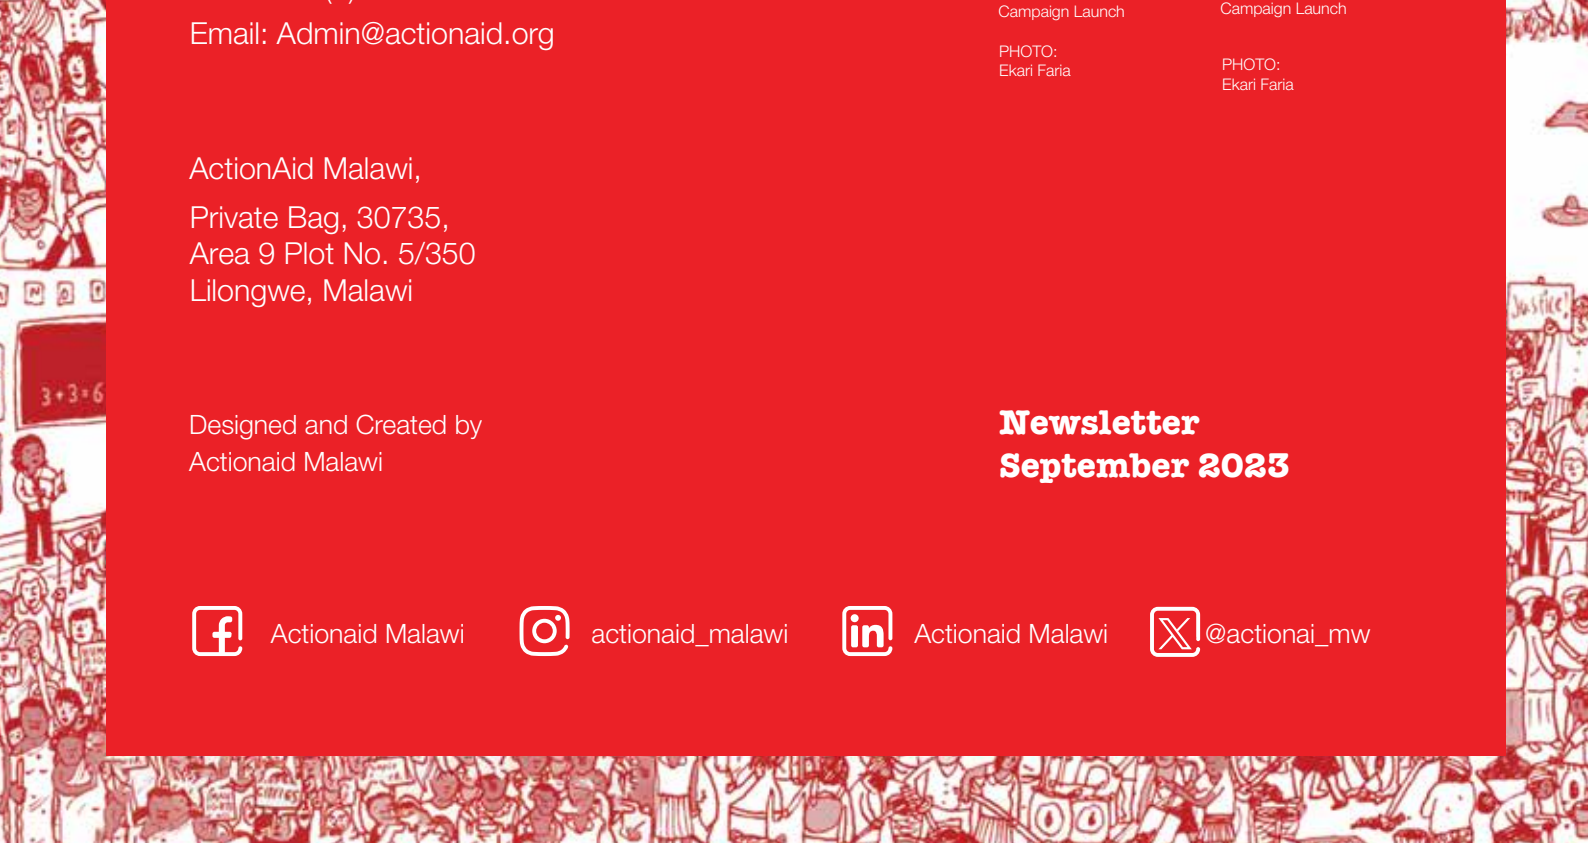 Email: Admin@actionaid.org
Campaign Launch
PHOTO:
Ekari Faria
Campaign Launch
PHOTO:
Ekari Faria
ActionAid Malawi,
Private Bag, 30735,
Area 9 Plot No. 5/350
Lilongwe, Malawi
3+3=6
Justice!
Designed and Created by
Actionaid Malawi
Newsletter
September 2023
Actionaid Malawi
actionaid_malawi
in
Actionaid Malawi
@actionai_mw